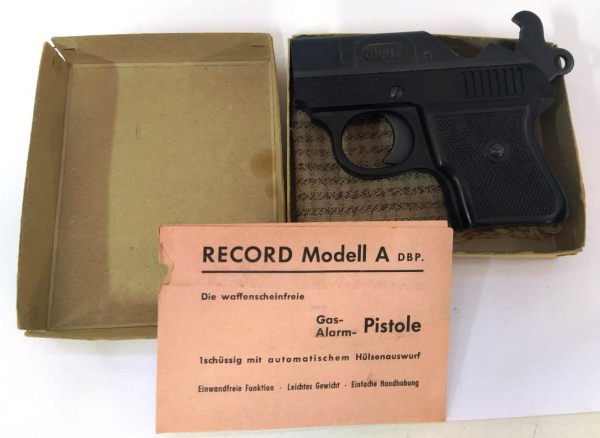 RECORD Modell A DBP.
Die waffenscheinfreie
Gas-
Alarm- Pistole
1schüssig mit automatischem Hülsenauswurf
Einwandfreie Funktion · Leichtes Gewicht · Einfache Handhabung